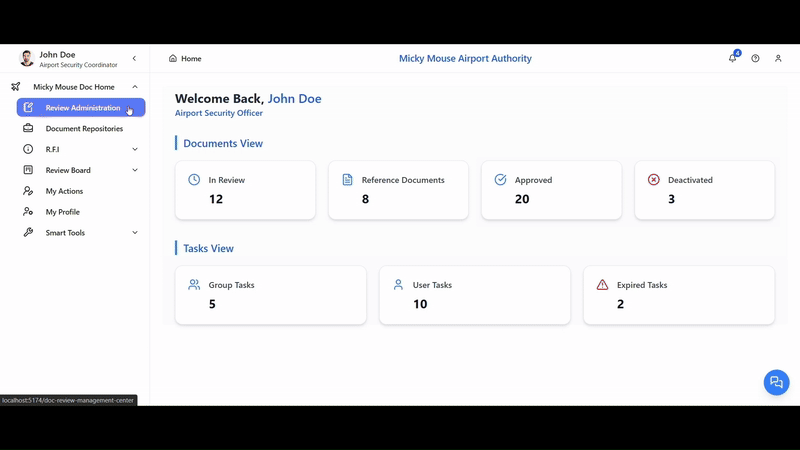 John Doe
Airport Security Coordinator
Home
Micky Mouse Airport Authority
4
Micky Mouse Doc Home
Review Administration
Document Repositories
R.F.I
Review Board
My Actions
My Profile
Smart Tools
Welcome Back, John Doe
Airport Security Officer
Documents View
In Review
12
Reference Documents
8
Approved
20
Deactivated
3
Tasks View
Group Tasks
5
User Tasks
10
Expired Tasks
2
localhost:5174/doc-review-management-center